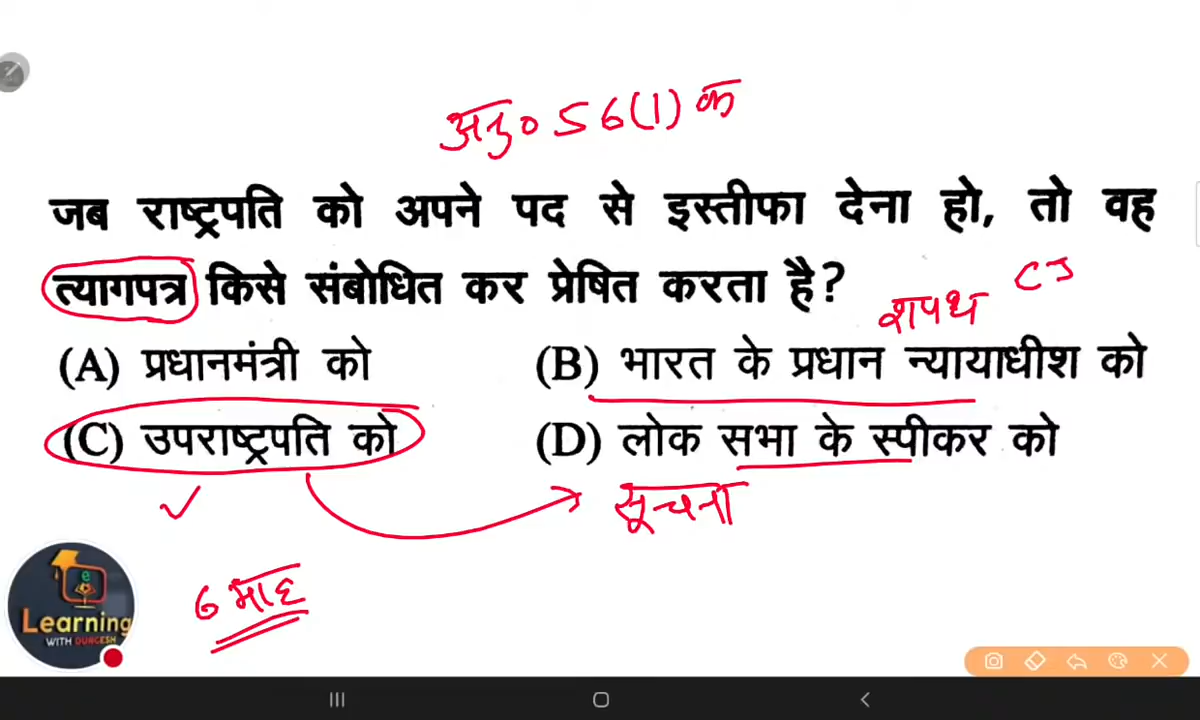 अनु० 56(1) क
जब राष्ट्रपति को अपने पद से इस्तीफा देना हो, तो वह
त्यागपत्र किसे संबोधित कर प्रेषित करता है?
शपथ CJ
(A) प्रधानमंत्री को (B) भारत के प्रधान न्यायाधीश को
(C) उपराष्ट्रपति को (D) लोक सभा के स्पीकर को
सूचना
6 माह
e
Learning
WITH DURGESH